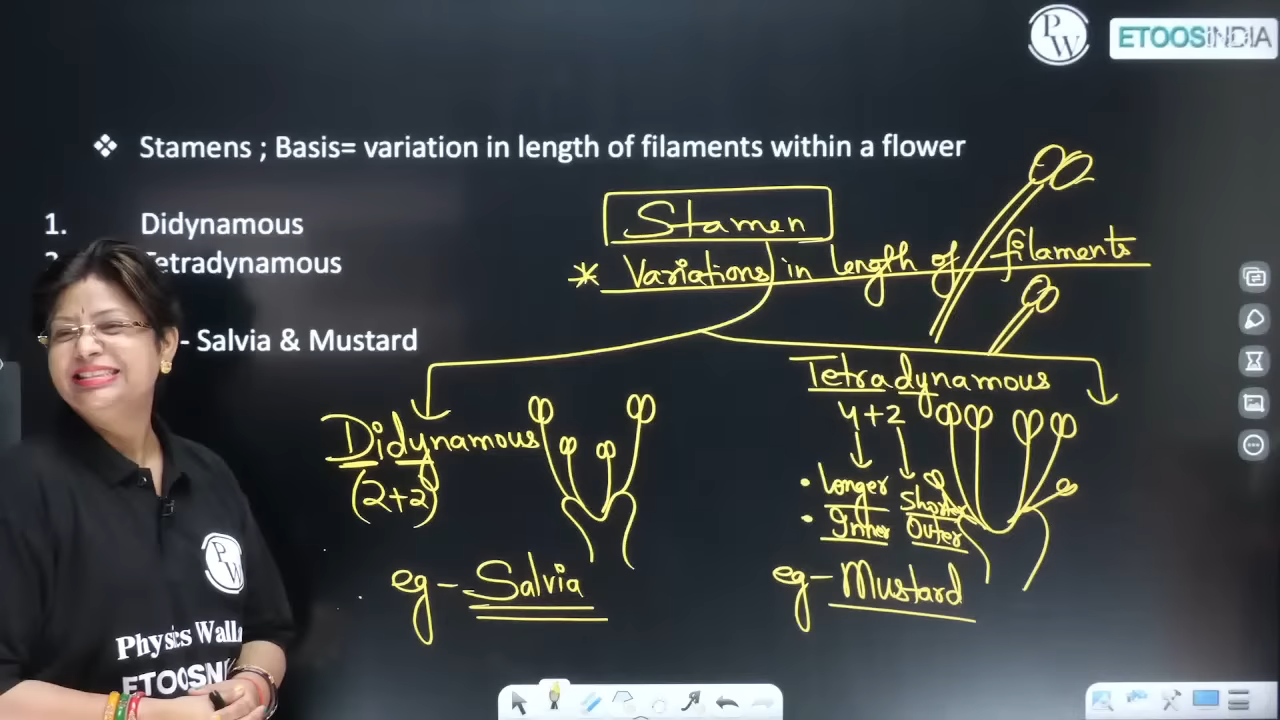 PW
ETOOSINDIA
❖ Stamens ; Basis= variation in length of filaments within a flower
1. Didynamous
Tetradynamous
- Salvia & Mustard
Stamen
* Variations in length of filaments
Didynamous
(2+2)
eg- Salvia
Tetradynamous
4+2
• Longer Shorter
• Inner Outer
eg- Mustard
PW
Physics Walla
ETOOSIN